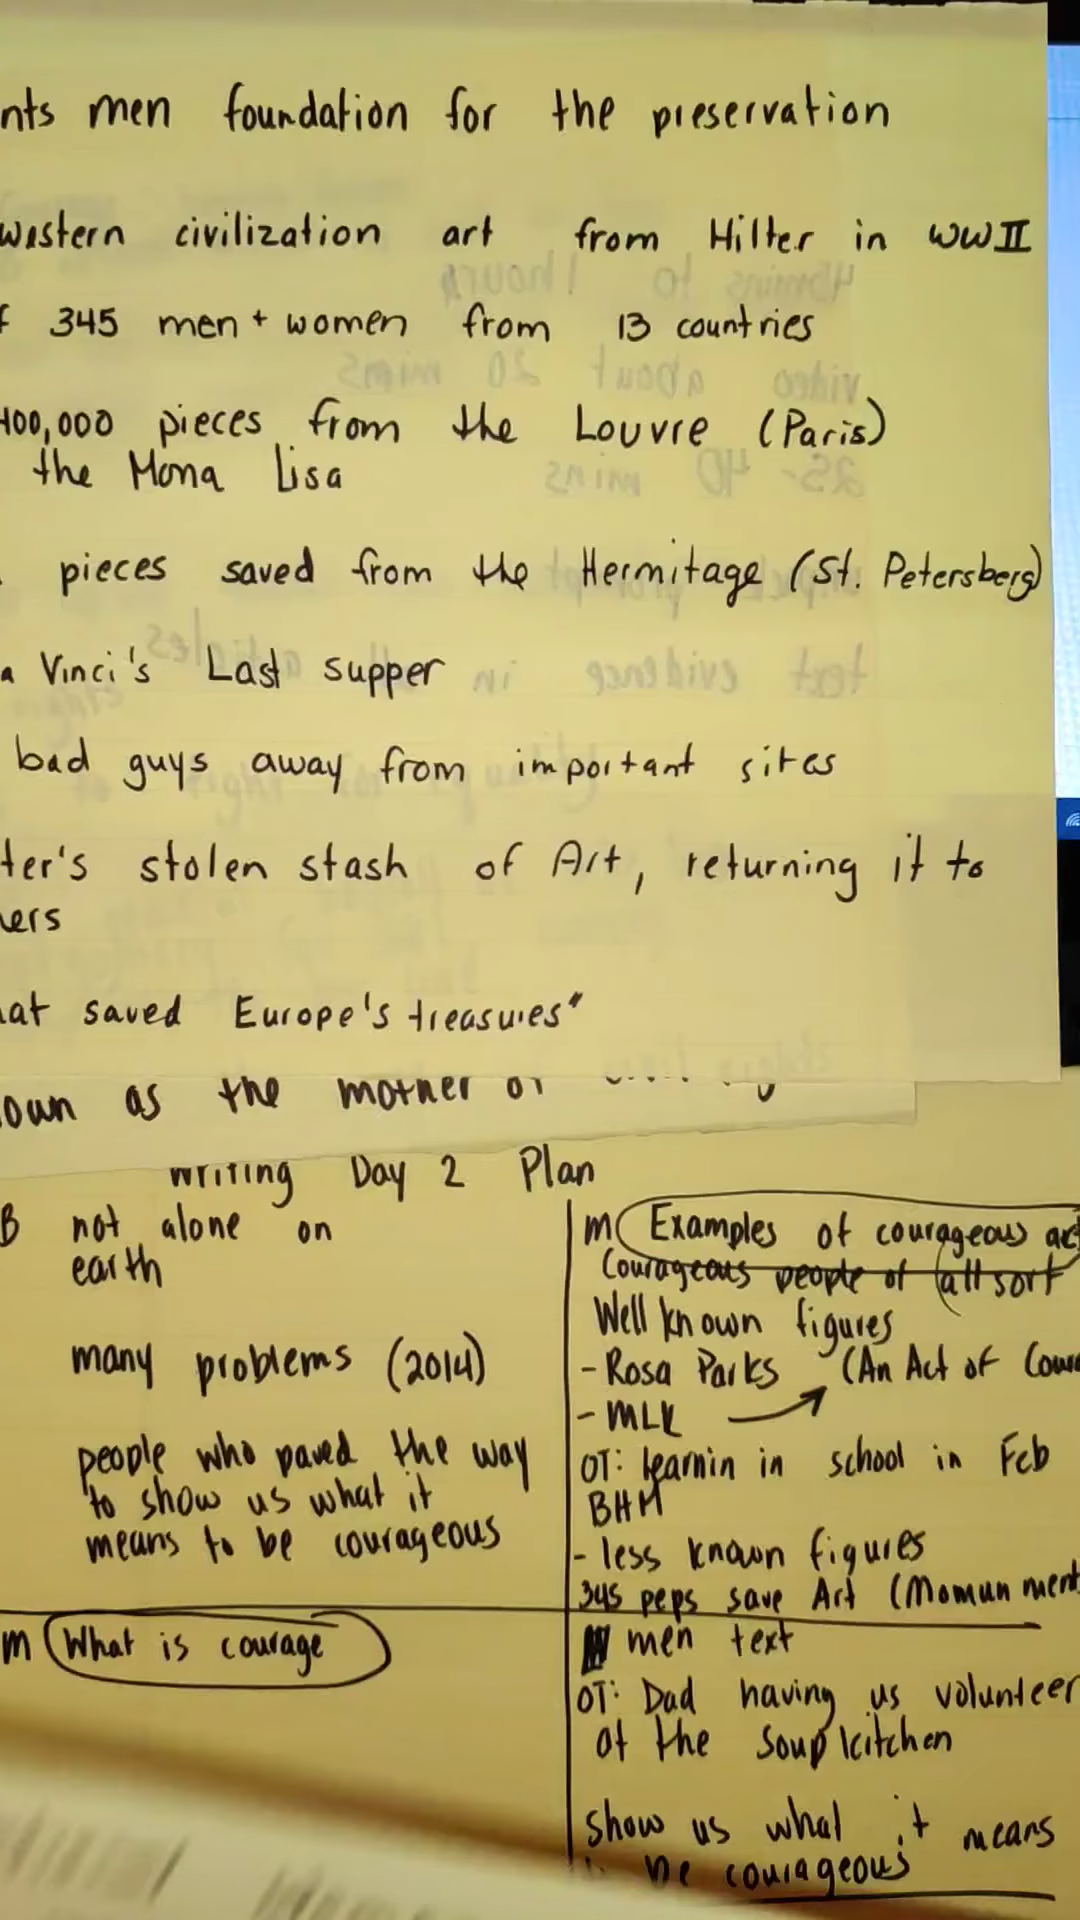 nts men foundation for the preservation
western civilization art from Hilter in WWII
345 men + women from 13 countries
400,000 pieces from the Louvre (Paris)
the Mona Lisa
pieces saved from the Hermitage (St. Petersberg)
a Vinci's Last supper
bad guys away from important sites
ter's stolen stash of Art, returning it to
ners
hat saved Europe's treasures"
own as the mother of
Writing Day 2 Plan
B not alone on
earth
many problems (2014)
people who paved the way
to show us what it
means to be courageous
m What is courage
m Examples of courageous act
Courageous people of (all sort
Well known figures
- Rosa Parks (An Act of Cour
- MLK
OT: learnin in school in Feb
BHM
- less known figures
345 peps save Art (Momun ment
men text
OT: Dad having us volunteer
at the soup kitchen
show us what it means
be courageous